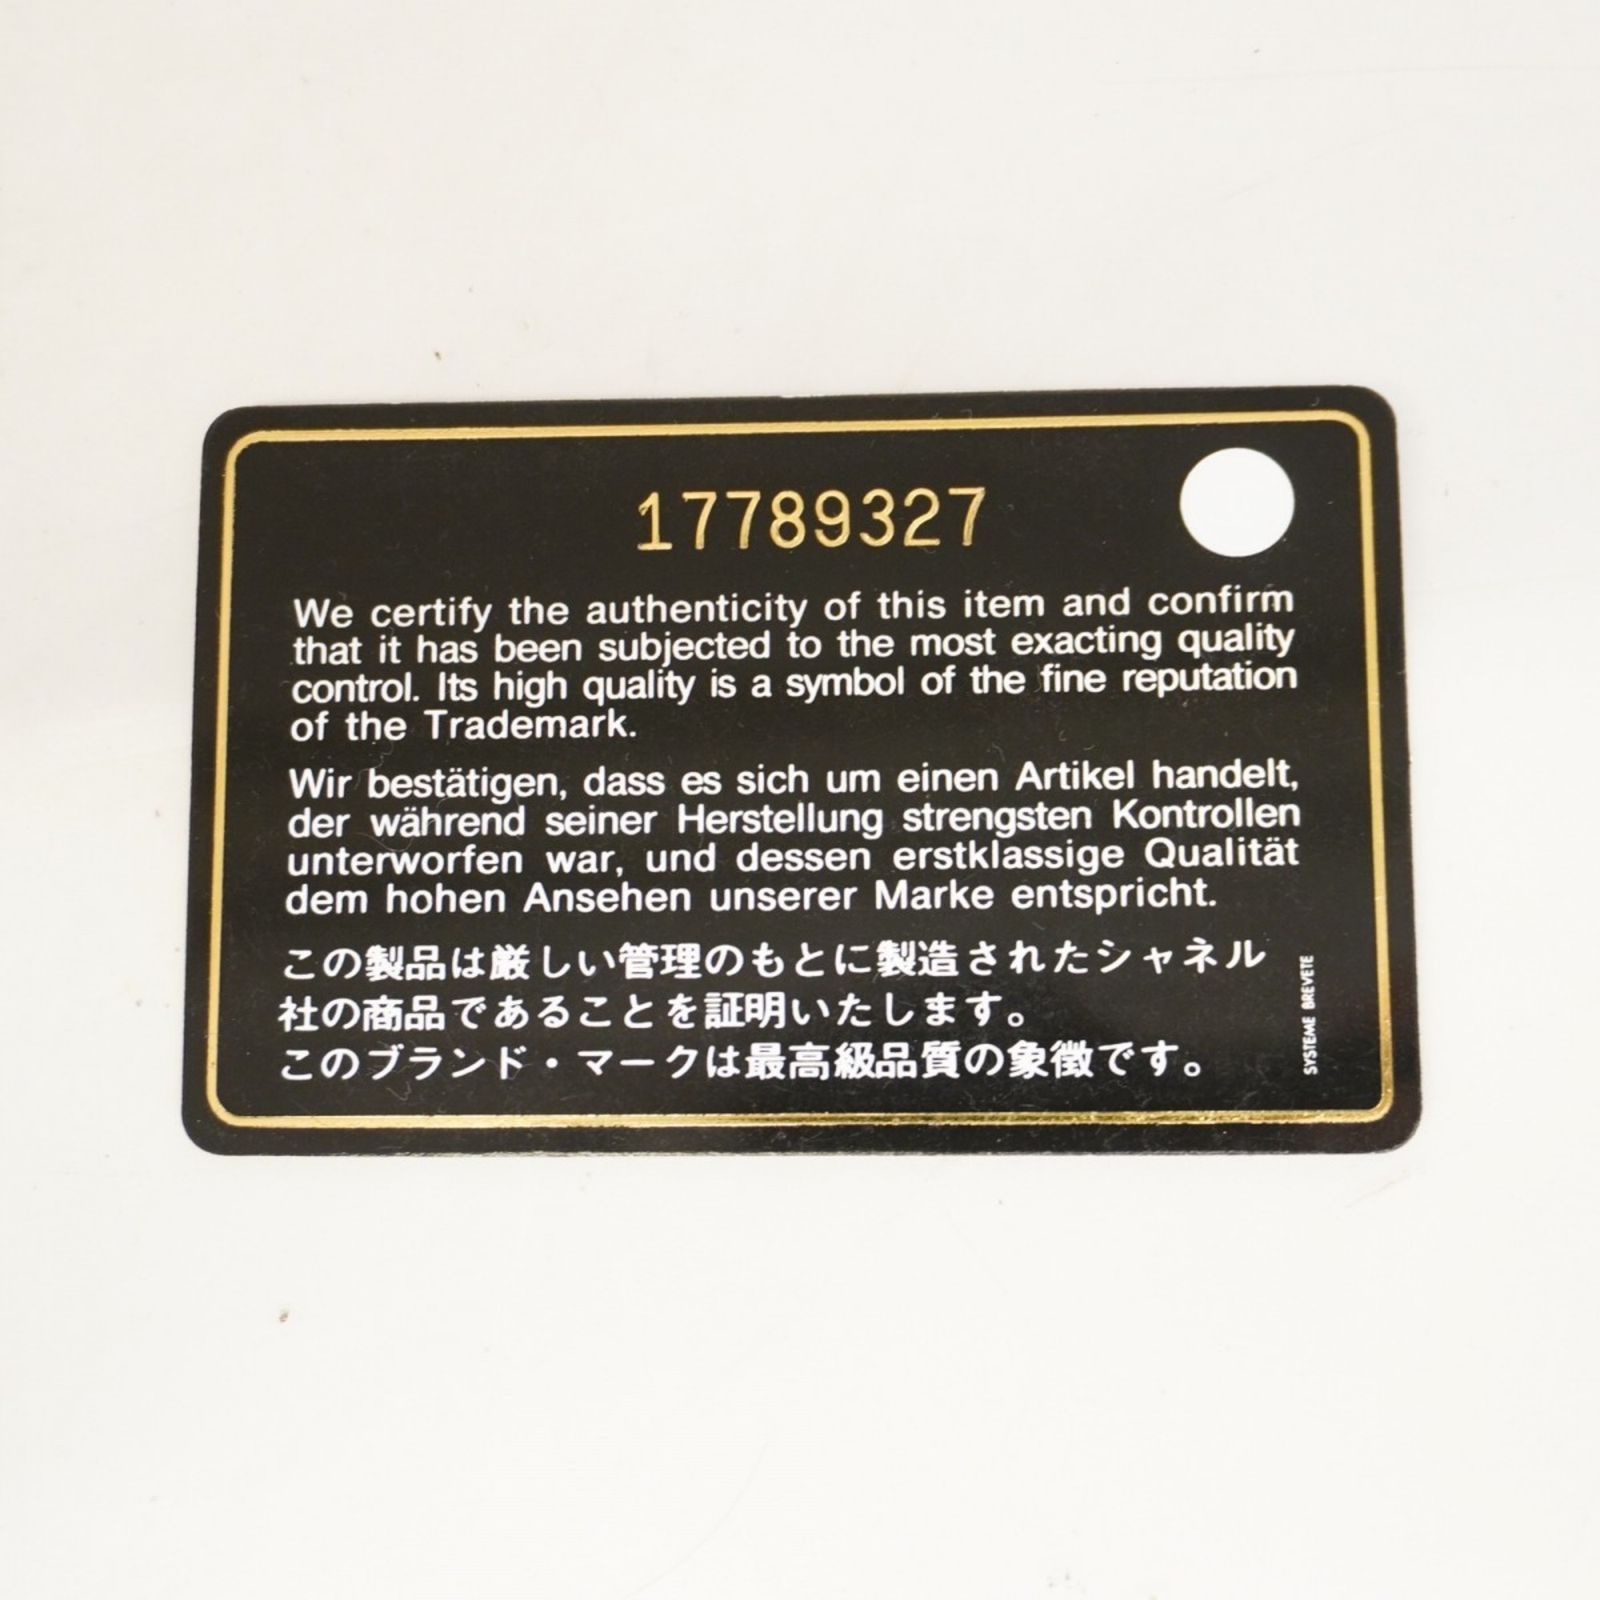 17789327
We certify the authenticity of this item and confirm
that it has been subjected to the most exacting quality
control. Its high quality is a symbol of the fine reputation
of the Trademark.
Wir bestätigen, dass es sich um einen Artikel handelt,
der während seiner Herstellung strengsten Kontrollen
unterworfen war, und dessen erstklassige Qualität
dem hohen Ansehen unserer Marke entspricht.
この製品は厳しい管理のもとに製造されたシャネル
社の商品であることを証明いたします。
このブランド・マークは最高級品質の象徴です。
SYSTEME BREVETE